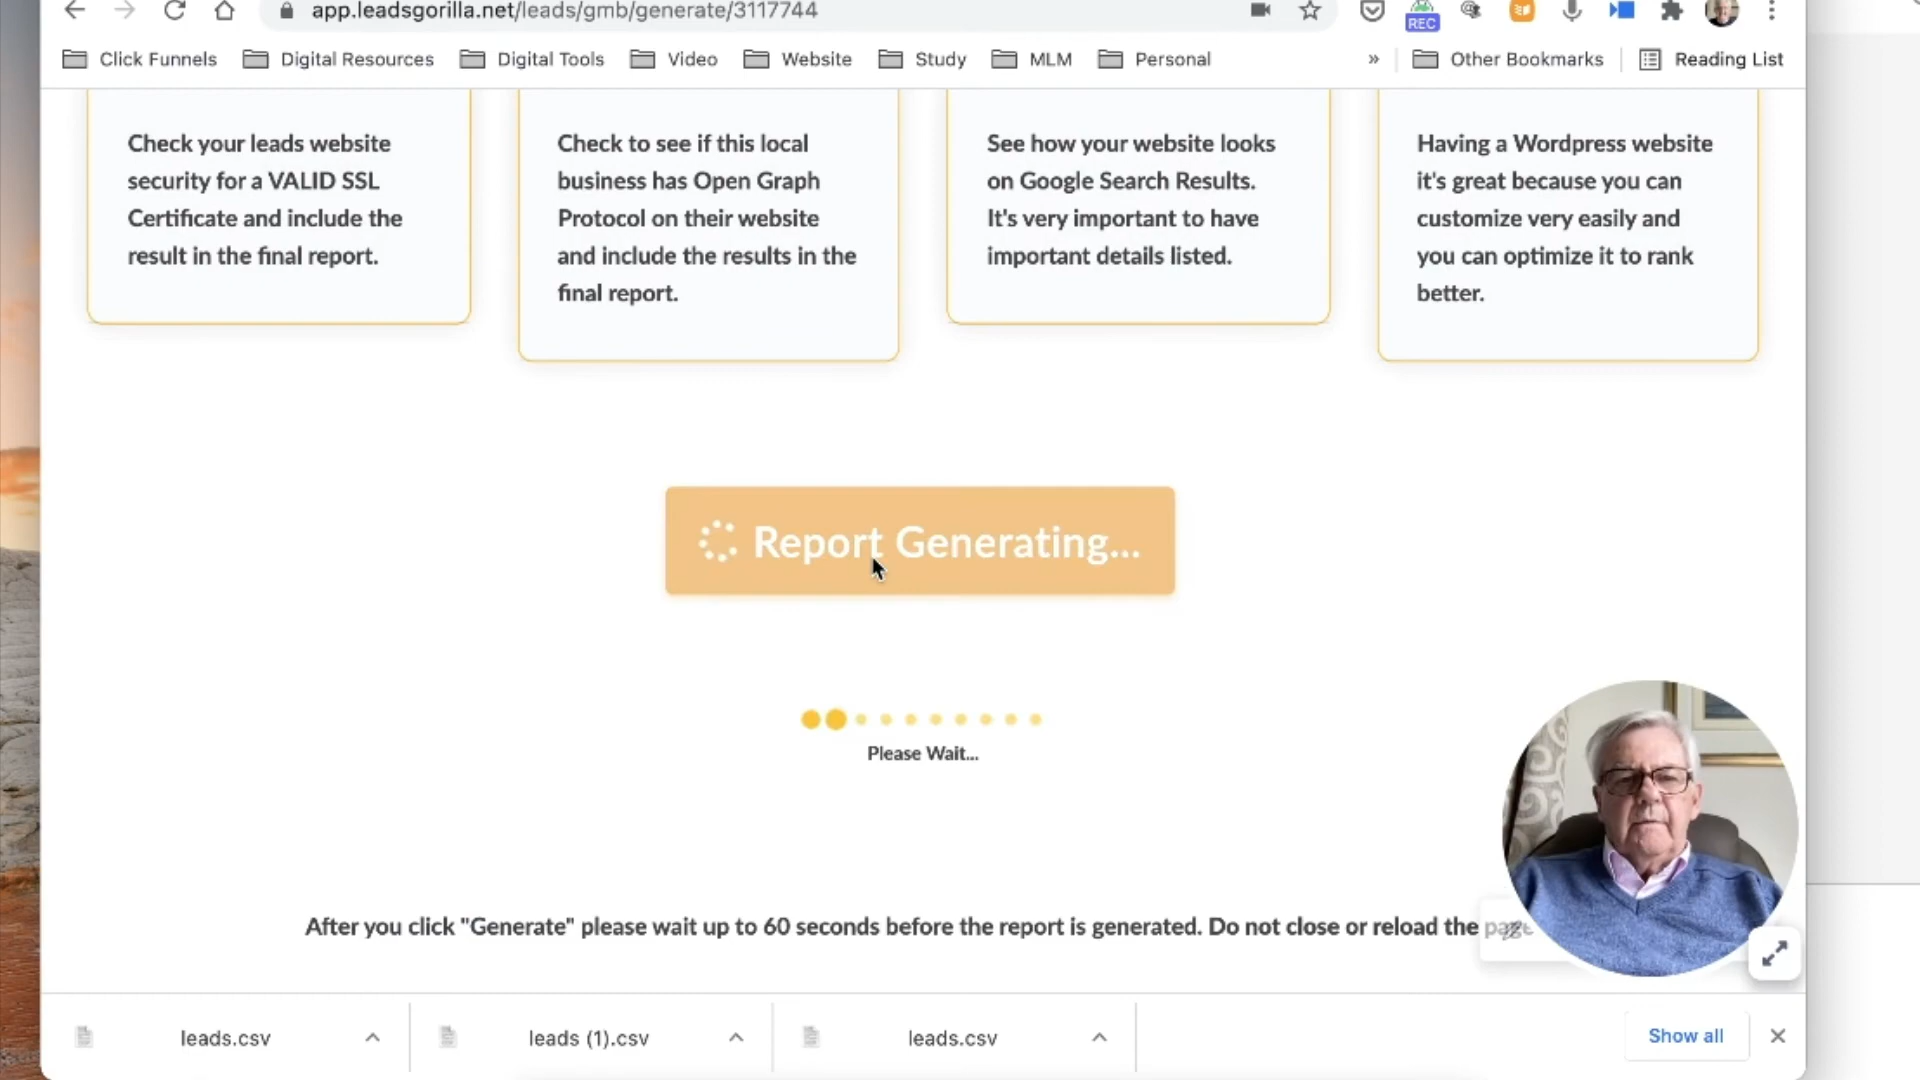 app.leadsgorilla.net/leads/gmb/generate/3117744
REC
Click Funnels Digital Resources Digital Tools Video Website Study MLM Personal » Other Bookmarks Reading List
Check your leads website
security for a VALID SSL
Certificate and include the
result in the final report.
Check to see if this local
business has Open Graph
Protocol on their website
and include the results in the
final report.
See how your website looks
on Google Search Results.
It's very important to have
important details listed.
Having a Wordpress website
it's great because you can
customize very easily and
you can optimize it to rank
better.
Report Generating...
Please Wait...
After you click "Generate" please wait up to 60 seconds before the report is generated. Do not close or reload the page
leads.csv leads (1).csv leads.csv Show all